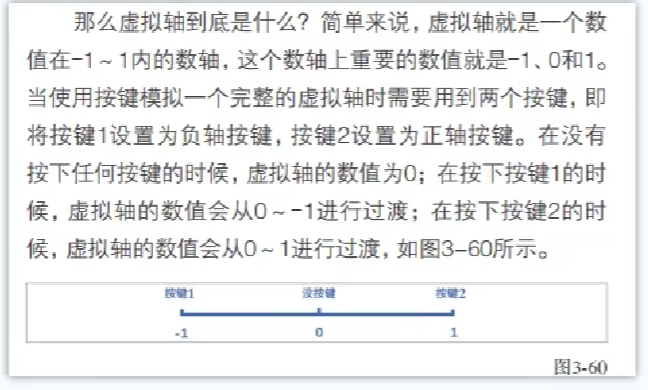 那么虚拟轴到底是什么？简单来说，虚拟轴就是一个数
值在-1～1内的数轴，这个数轴上重要的数值就是-1、0和1。
当使用按键模拟一个完整的虚拟轴时需要用到两个按键，即
将按键1设置为负轴按键，按键2设置为正轴按键。在没有
按下任何按键的时候，虚拟轴的数值为0；在按下按键1的时
候，虚拟轴的数值会从0～-1进行过渡；在按下按键2的时
候，虚拟轴的数值会从0～1进行过渡，如图3-60所示。
按键1 没按键 按键2
-1 0 1
图3-60